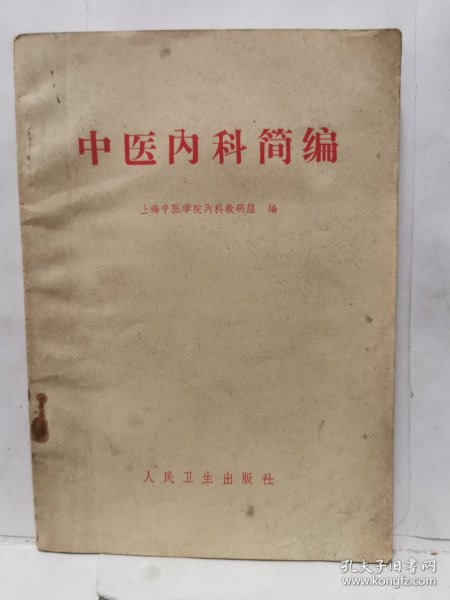 中医内科简编
上海中医学院内科教研组 编
人民卫生出版社
孔夫子旧书网
www.kongfz.com